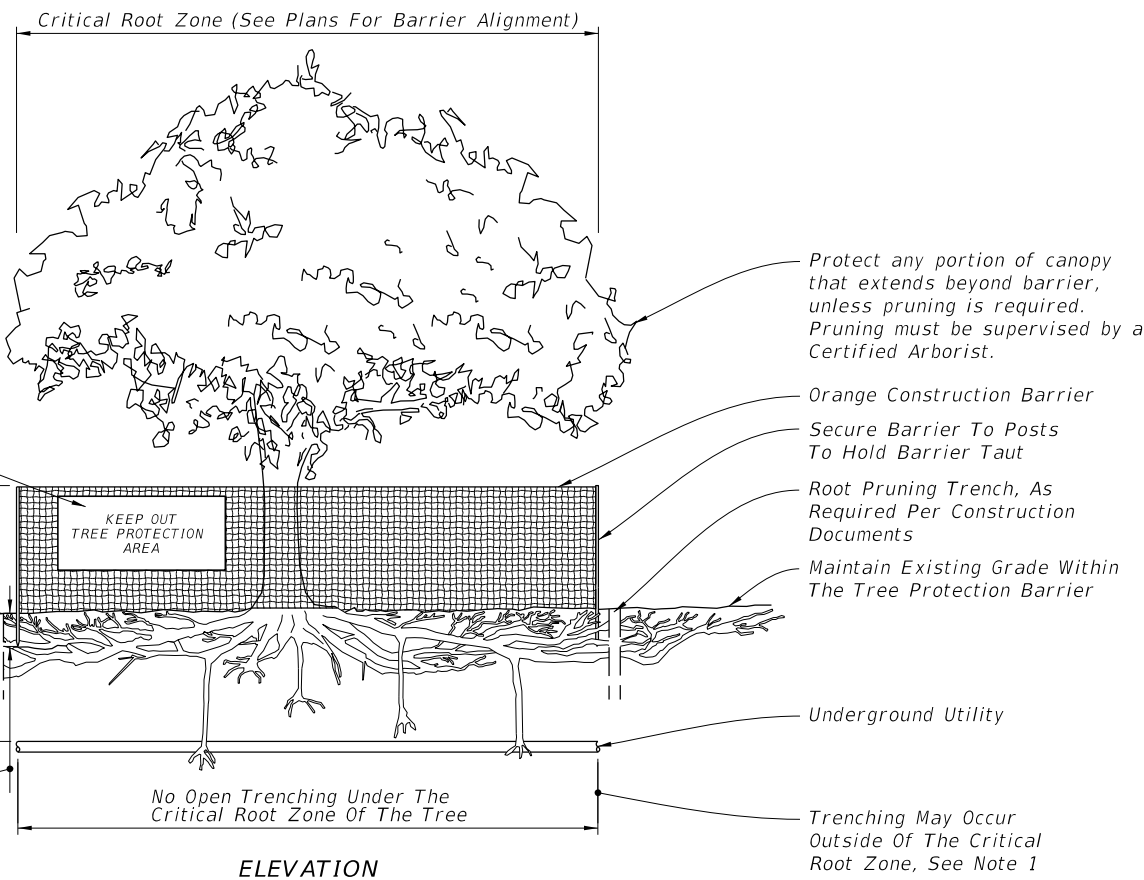 Critical Root Zone (See Plans For Barrier Alignment)
Protect any portion of canopy
that extends beyond barrier,
unless pruning is required.
Pruning must be supervised by a
Certified Arborist.
Orange Construction Barrier
Secure Barrier To Posts
To Hold Barrier Taut
Root Pruning Trench, As
Required Per Construction
Documents
KEEP OUT
TREE PROTECTION
AREA
Maintain Existing Grade Within
The Tree Protection Barrier
Underground Utility
No Open Trenching Under The
Critical Root Zone Of The Tree
Trenching May Occur
Outside Of The Critical
Root Zone, See Note 1
ELEVATION